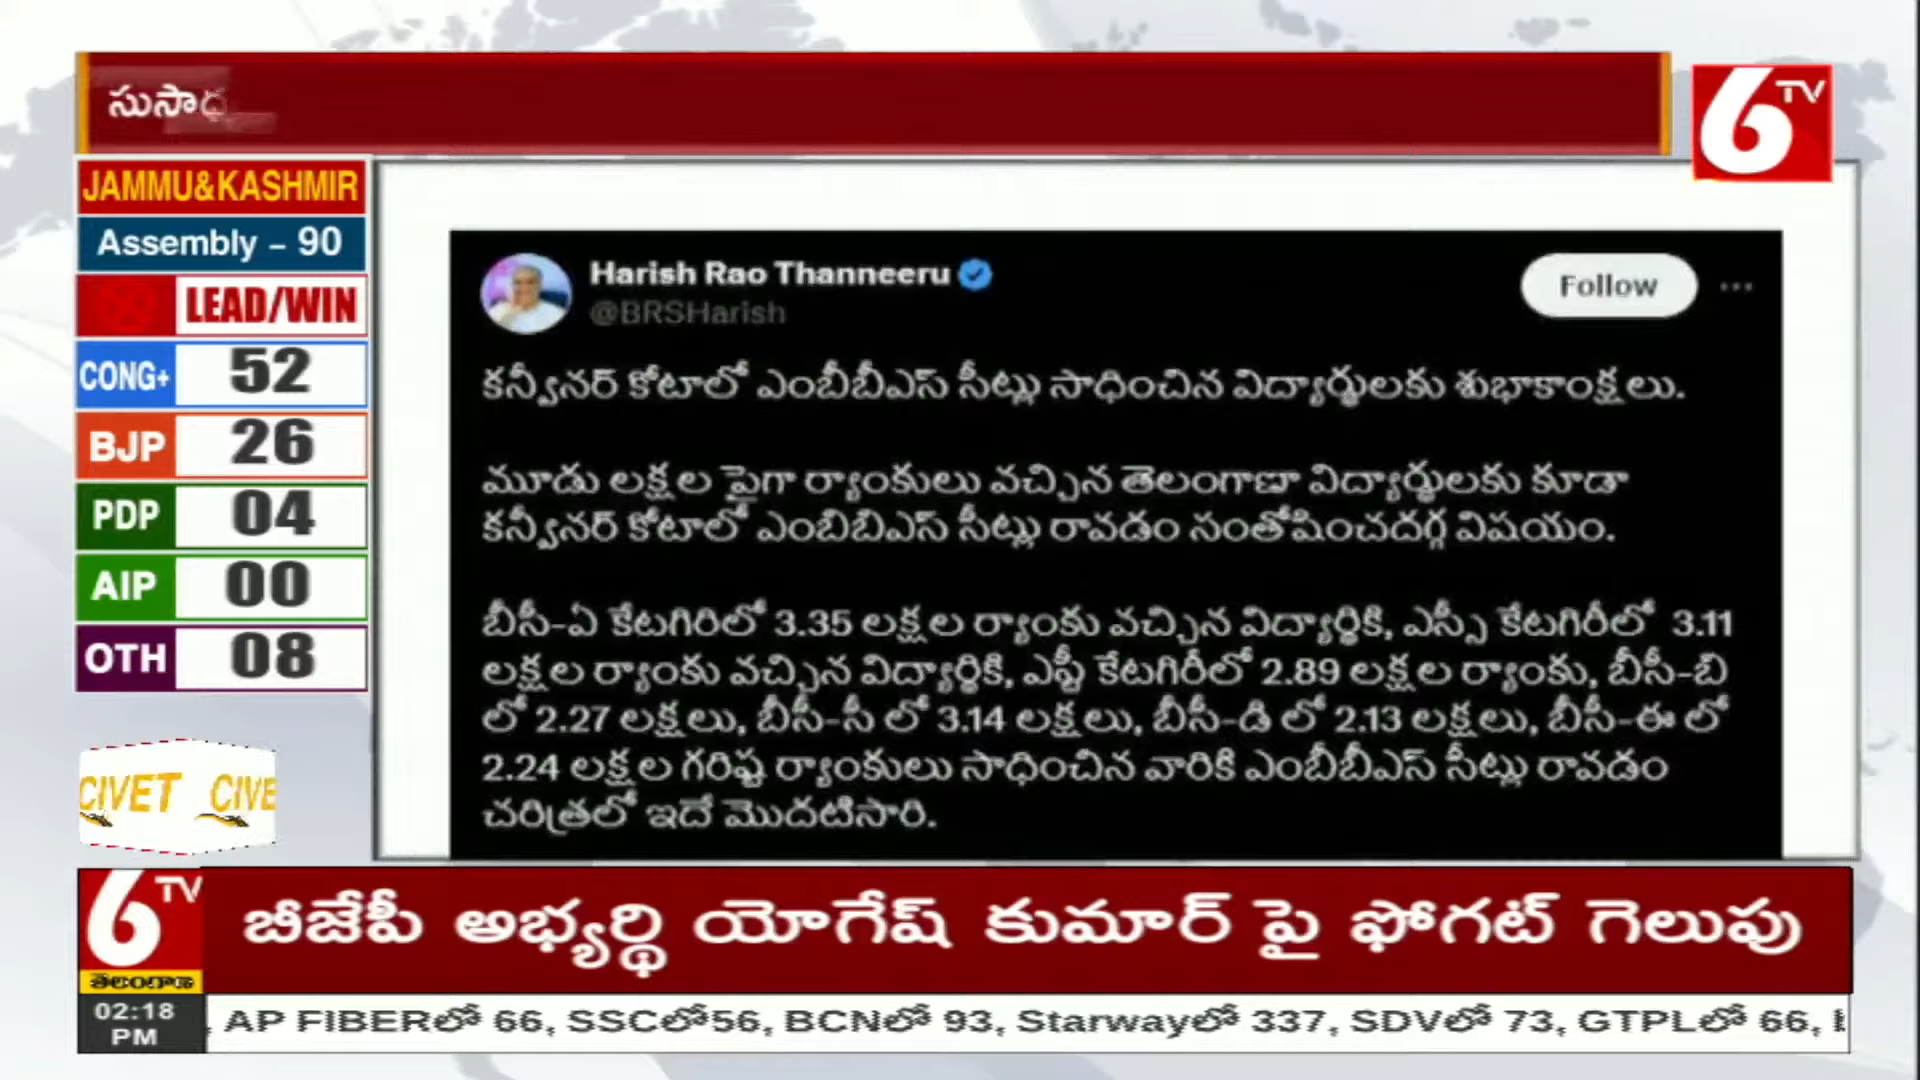 సుసాధ
6 TV
JAMMU&KASHMIR
Assembly – 90
LEAD/WIN
CONG+ 52
BJP 26
PDP 04
AIP 00
OTH 08
CIVET CIVE
Harish Rao Thanneeru
@BRSHarish
Follow
కన్వీనర్ కోటాలో ఎంబీబీఎస్ సీట్లు సాధించిన విద్యార్థులకు శుభాకాంక్షలు.
మూడు లక్షల పైగా ర్యాంకులు వచ్చిన తెలంగాణా విద్యార్థులకు కూడా
కన్వీనర్ కోటాలో ఎంబిబిఎస్ సీట్లు రావడం సంతోషించదగ్గ విషయం.
బీసీ-ఏ కేటగిరిలో 3.35 లక్షల ర్యాంకు వచ్చిన విద్యార్థికి, ఎస్సీ కేటగిరీలో 3.11
లక్షల ర్యాంకు వచ్చిన విద్యార్థికి, ఎస్టీ కేటగిరీలో 2.89 లక్షల ర్యాంకు, బీసీ-బి
లో 2.27 లక్షలు, బీసీ-సీ లో 3.14 లక్షలు, బీసీ-డి లో 2.13 లక్షలు, బీసీ-ఈ లో
2.24 లక్షల గరిష్ట ర్యాంకులు సాధించిన వారికి ఎంబీబీఎస్ సీట్లు రావడం
చరిత్రలో ఇదే మొదటిసారి.
6 TV
తెలంగాణ
బీజేపీ అభ్యర్థి యోగేష్ కుమార్ పై ఫోగట్ గెలుపు
02:18
PM
, AP FIBERలో 66, SSCలో56, BCNలో 93, Starwayలో 337, SDVలో 73, GTPLలో 66,